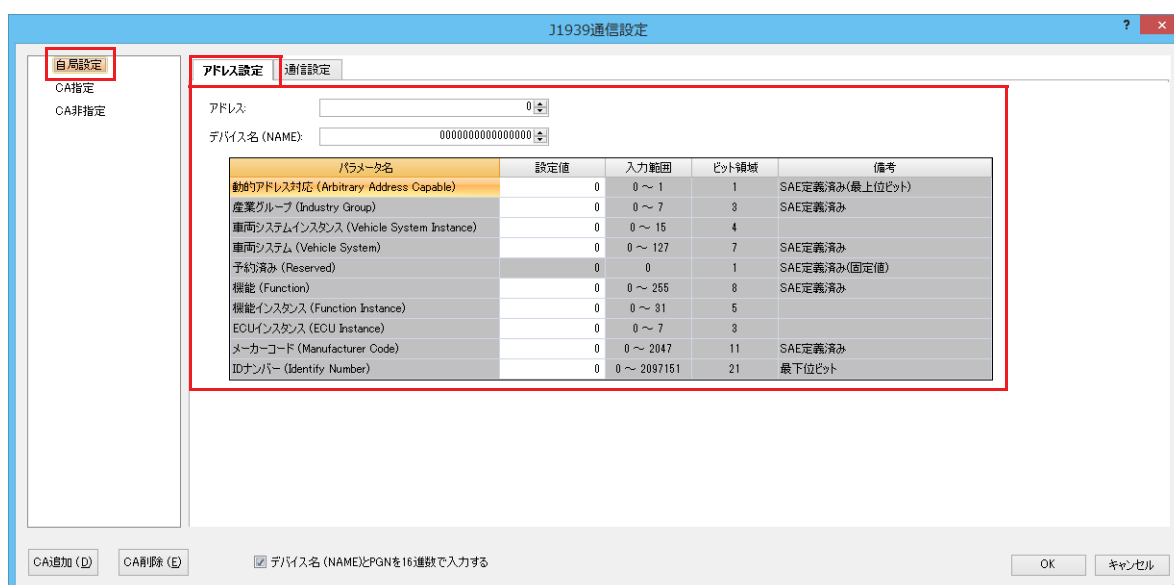 J1939通信設定
? ×
自局設定
CA指定
CA非指定
アドレス設定 通信設定
アドレス: 0
デバイス名 (NAME): 0000000000000000
パラメータ名 設定値 入力範囲 ビット領域 備考
動的アドレス対応 (Arbitrary Address Capable) 0 0 ～ 1 1 SAE定義済み(最上位ビット)
産業グループ (Industry Group) 0 0 ～ 7 3 SAE定義済み
車両システムインスタンス (Vehicle System Instance) 0 0 ～ 15 4
車両システム (Vehicle System) 0 0 ～ 127 7 SAE定義済み
予約済み (Reserved) 0 0 1 SAE定義済み(固定値)
機能 (Function) 0 0 ～ 255 8 SAE定義済み
機能インスタンス (Function Instance) 0 0 ～ 31 5
ECUインスタンス (ECU Instance) 0 0 ～ 7 3
メーカーコード (Manufacturer Code) 0 0 ～ 2047 11 SAE定義済み
IDナンバー (Identify Number) 0 0 ～ 2097151 21 最下位ビット
CA追加 (D) CA削除 (E) デバイス名 (NAME)とPGNを16進数で入力する OK キャンセル